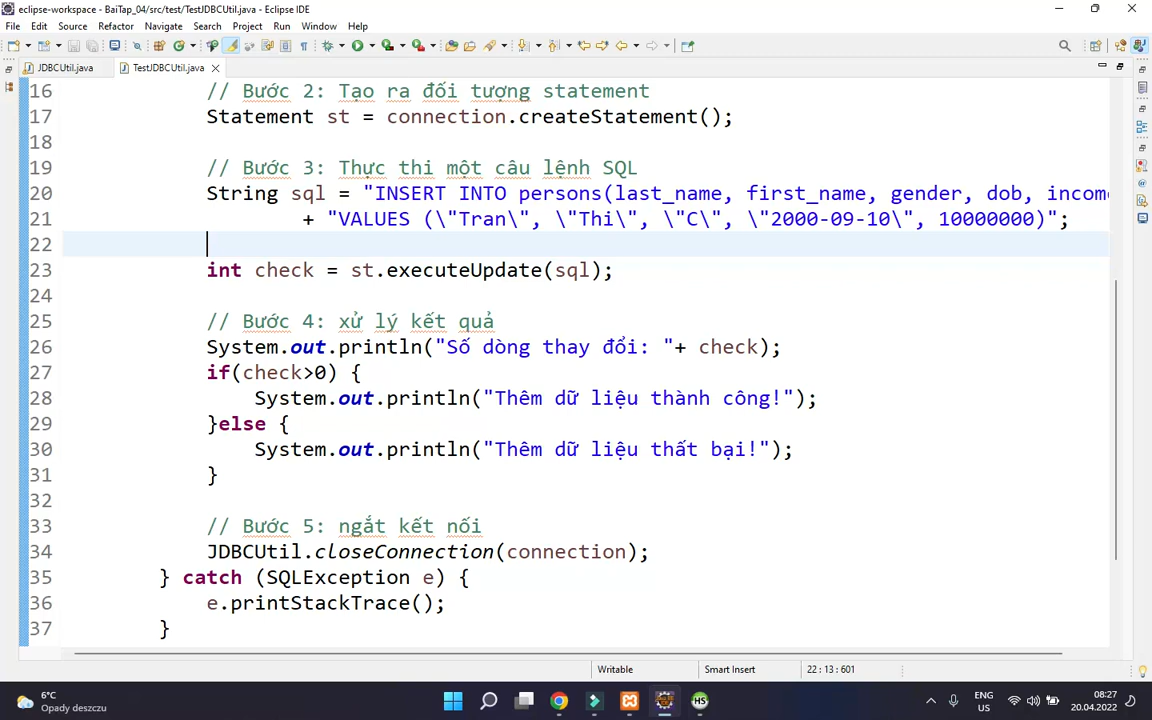 eclipse-workspace - BaiTap_04/src/test/TestJDBCUtil.java - Eclipse IDE
File Edit Source Refactor Navigate Search Project Run Window Help
JDBCUtil.java TestJDBCUtil.java
16 // Bước 2: Tạo ra đối tượng statement
17 Statement st = connection.createStatement();
18
19 // Bước 3: Thực thi một câu lệnh SQL
20 String sql = "INSERT INTO persons(last_name, first_name, gender, dob, income
21 + "VALUES (\"Tran\", \"Thi\", \"C\", \"2000-09-10\", 10000000)";
22
23 int check = st.executeUpdate(sql);
24
25 // Bước 4: xử lý kết quả
26 System.out.println("Số dòng thay đổi: "+ check);
27 if(check>0) {
28 System.out.println("Thêm dữ liệu thành công!");
29 }else {
30 System.out.println("Thêm dữ liệu thất bại!");
31 }
32
33 // Bước 5: ngắt kết nối
34 JDBCUtil.closeConnection(connection);
35 } catch (SQLException e) {
36 e.printStackTrace();
37 }
Writable Smart Insert 22 : 13 : 601
6°C
Opady deszczu
ENG
US
08:27
20.04.2022